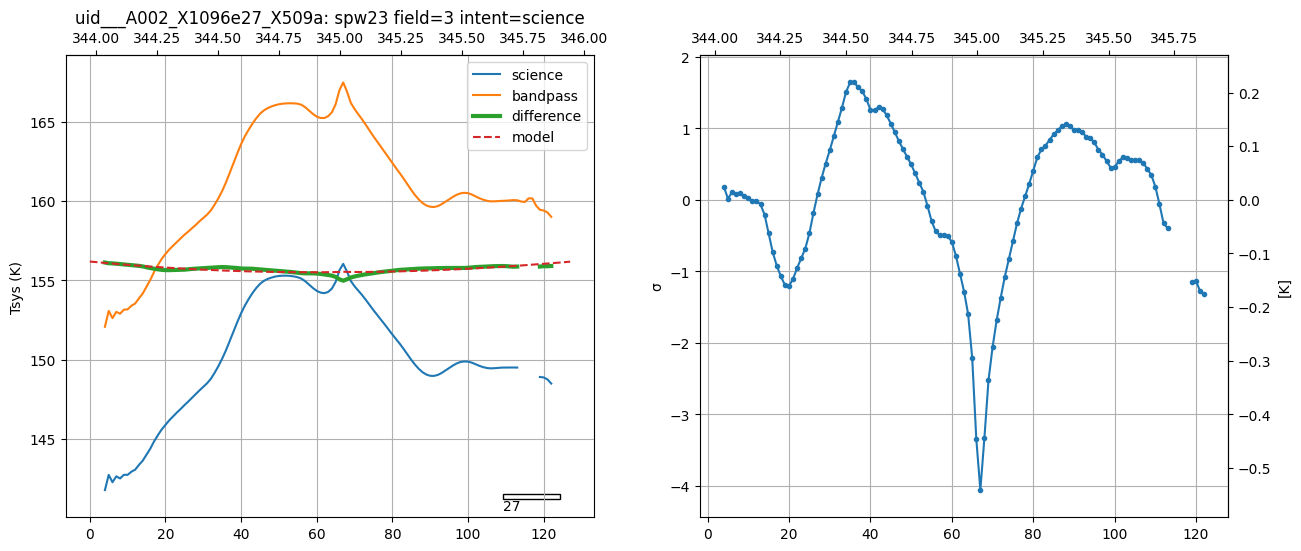 uid___A002_X1096e27_X509a: spw23 field=3 intent=science
344.00 344.25 344.50 344.75 345.00 345.25 345.50 345.75 346.00
science
bandpass
difference
model
165
160
155
150
145
Tsys (K)
27
0 20 40 60 80 100 120
344.00 344.25 344.50 344.75 345.00 345.25 345.50 345.75
2
1
0
−1
−2
−3
−4
σ
0.2
0.1
0.0
−0.1
−0.2
−0.3
−0.4
−0.5
[K]
0 20 40 60 80 100 120